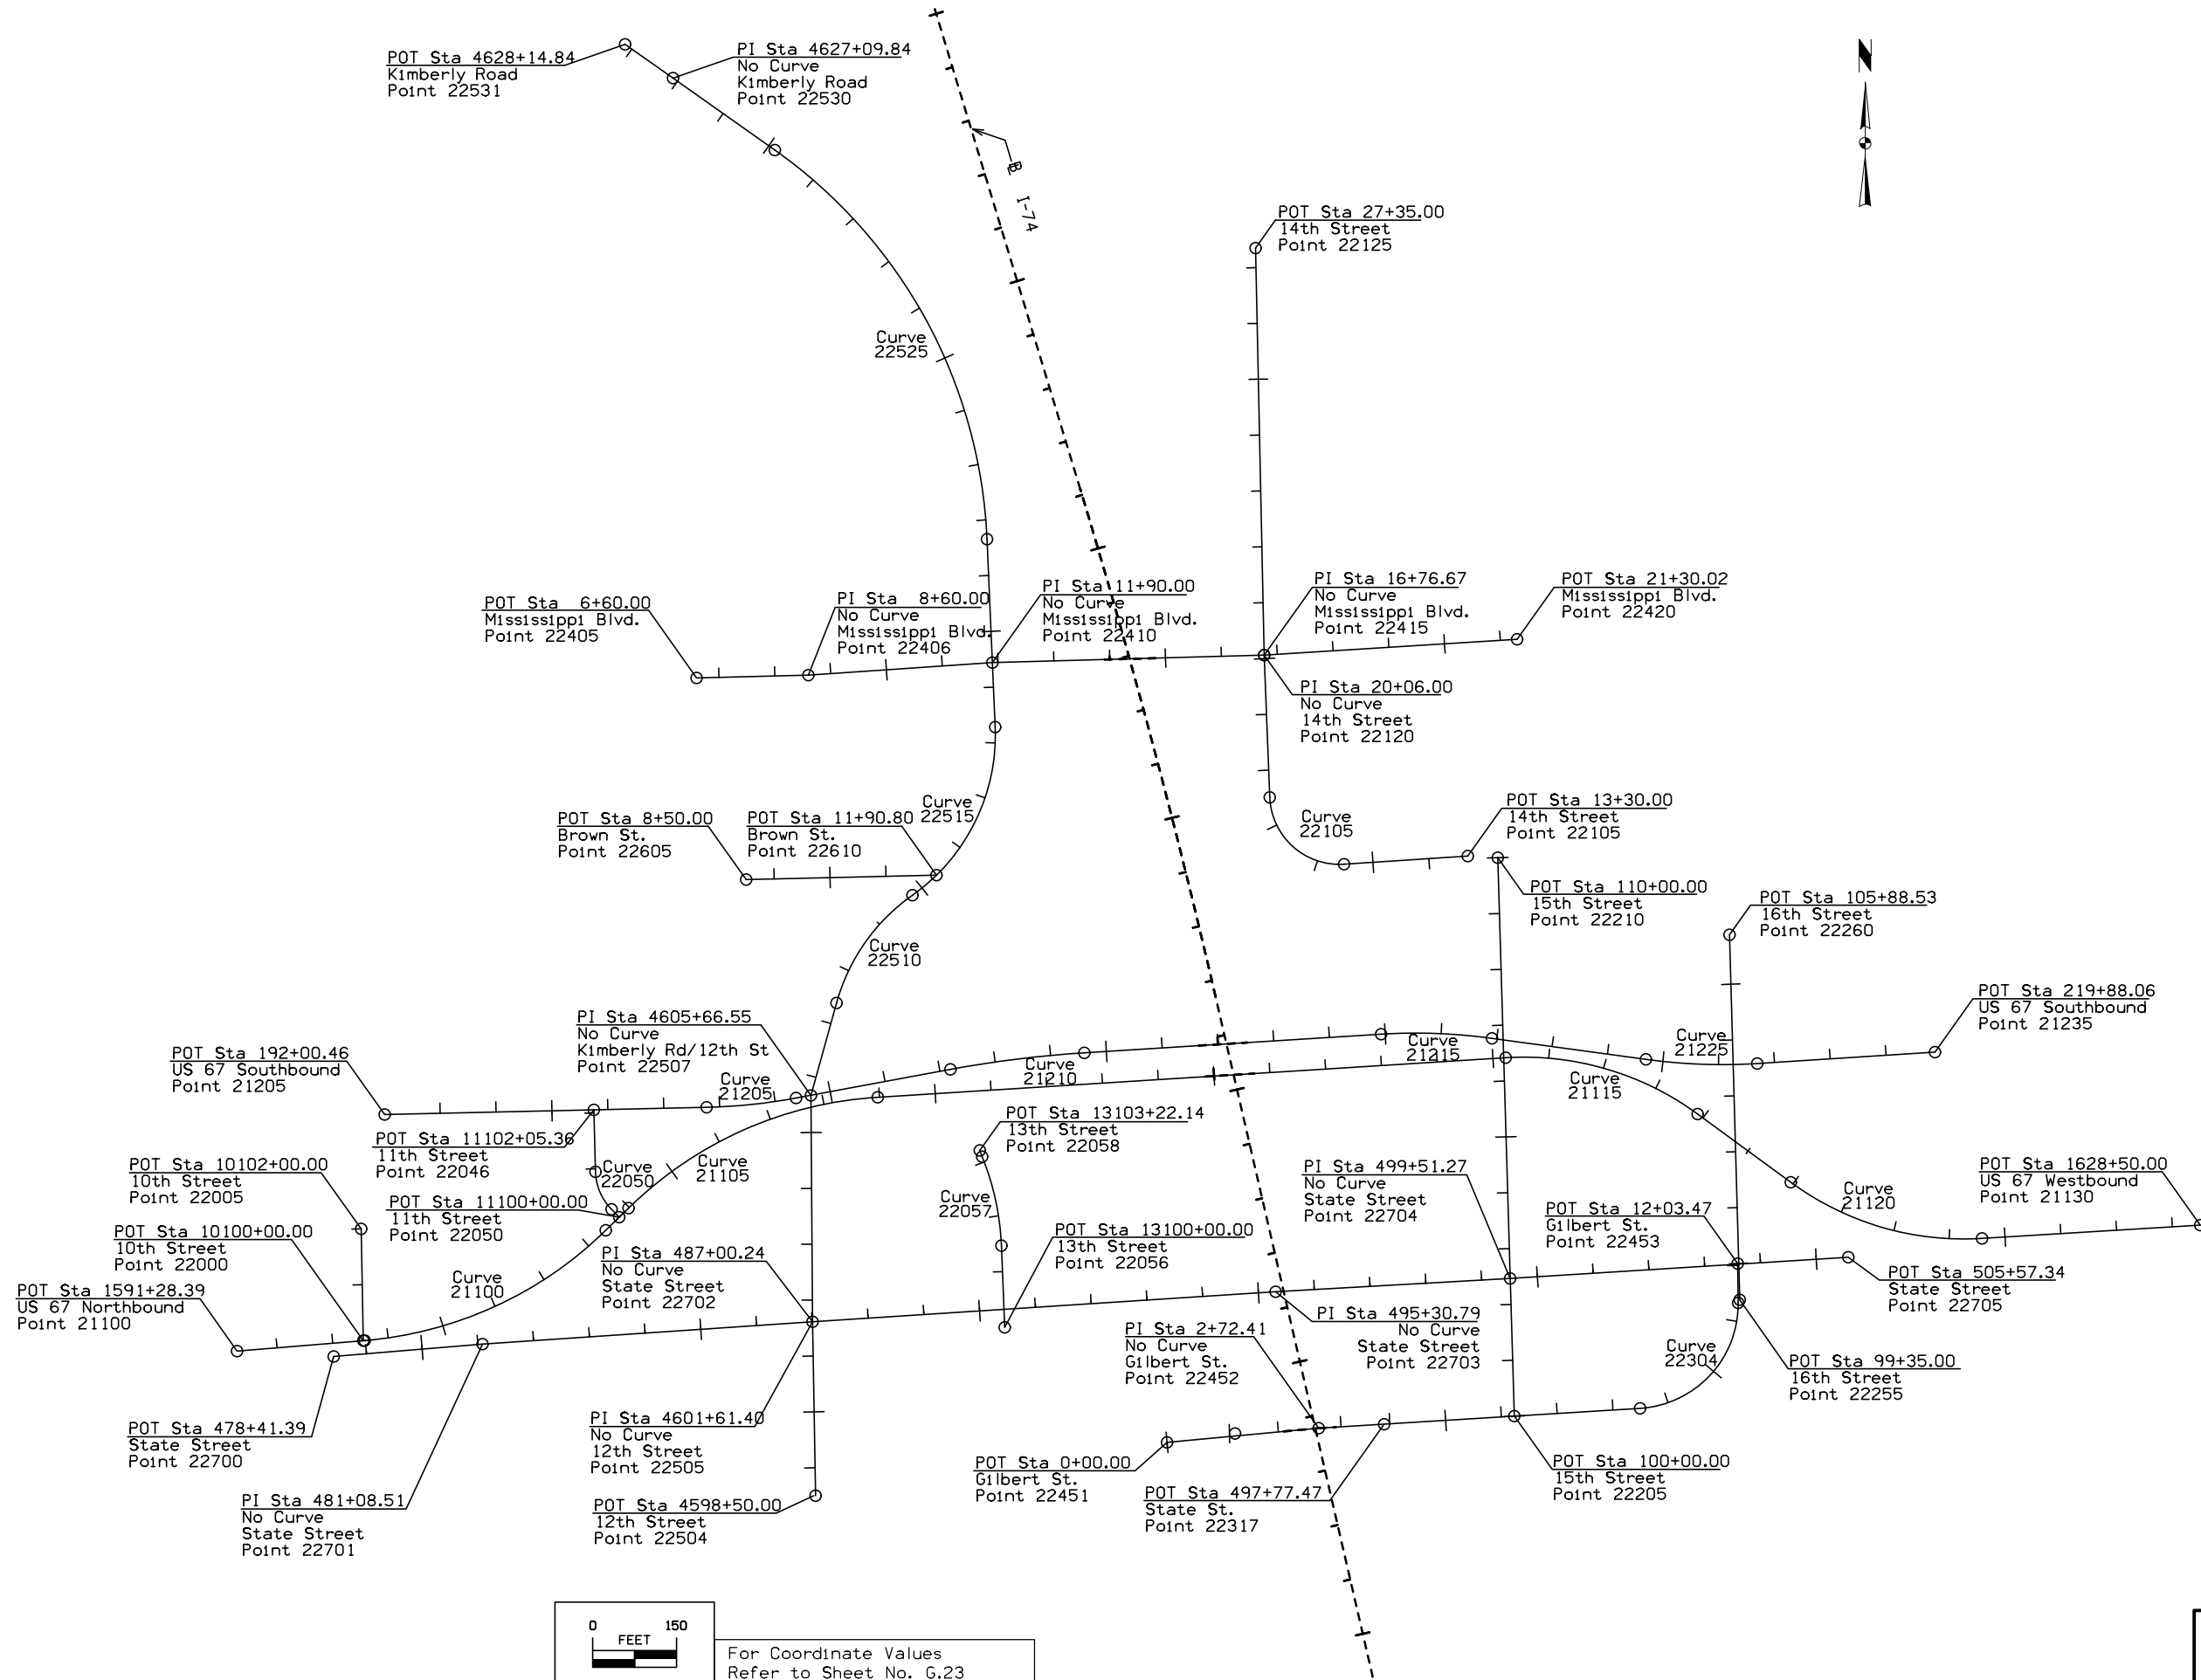 N
POT Sta 4628+14.84
Kimberly Road
Point 22531
PI Sta 4627+09.84
No Curve
Kimberly Road
Point 22530
B I-74
POT Sta 27+35.00
14th Street
Point 22125
Curve
22525
POT Sta 6+60.00
Mississippi Blvd.
Point 22405
PI Sta 8+60.00
No Curve
Mississippi Blvd.
Point 22406
PI Sta 11+90.00
No Curve
Mississippi Blvd.
Point 22410
PI Sta 16+76.67
No Curve
Mississippi Blvd.
Point 22415
POT Sta 21+30.02
Mississippi Blvd.
Point 22420
PI Sta 20+06.00
No Curve
14th Street
Point 22120
POT Sta 8+50.00
Brown St.
Point 22605
POT Sta 11+90.80
Brown St.
Point 22610
Curve
22515
Curve
22105
POT Sta 13+30.00
14th Street
Point 22105
POT Sta 110+00.00
15th Street
Point 22210
POT Sta 105+88.53
16th Street
Point 22260
Curve
22510
POT Sta 219+88.06
US 67 Southbound
Point 21235
PI Sta 4605+66.55
No Curve
Kimberly Rd/12th St
Point 22507
POT Sta 192+00.46
US 67 Southbound
Point 21205
Curve
21205
Curve
21210
Curve
21215
Curve
21225
Curve
21115
POT Sta 11102+05.36
11th Street
Point 22046
Curve
22050
Curve
21105
POT Sta 13103+22.14
13th Street
Point 22058
POT Sta 10102+00.00
10th Street
Point 22005
POT Sta 11100+00.00
11th Street
Point 22050
Curve
22057
PI Sta 499+51.27
No Curve
State Street
Point 22704
POT Sta 12+03.47
Gilbert St.
Point 22453
Curve
21120
POT Sta 1628+50.00
US 67 Westbound
Point 21130
POT Sta 10100+00.00
10th Street
Point 22000
POT Sta 1591+28.39
US 67 Northbound
Point 21100
Curve
21100
PI Sta 487+00.24
No Curve
State Street
Point 22702
POT Sta 13100+00.00
13th Street
Point 22056
POT Sta 505+57.34
State Street
Point 22705
PI Sta 495+30.79
No Curve
State Street
Point 22703
PI Sta 2+72.41
No Curve
Gilbert St.
Point 22452
Curve
22304
POT Sta 99+35.00
16th Street
Point 22255
POT Sta 478+41.39
State Street
Point 22700
PI Sta 4601+61.40
No Curve
12th Street
Point 22505
POT Sta 0+00.00
Gilbert St.
Point 22451
POT Sta 497+77.47
State St.
Point 22317
POT Sta 100+00.00
15th Street
Point 22205
PI Sta 481+08.51
No Curve
State Street
Point 22701
POT Sta 4598+50.00
12th Street
Point 22504
0 150
FEET
For Coordinate Values
Refer to Sheet No. G.23